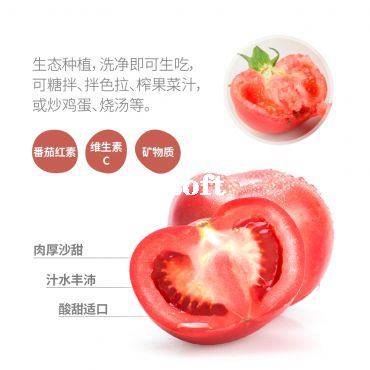 生态种植，洗净即可生吃，
可糖拌、拌色拉、榨果菜汁，
或炒鸡蛋、烧汤等。
番茄红素
维生素
C
矿物质
soft
肉厚沙甜
汁水丰沛
酸甜适口